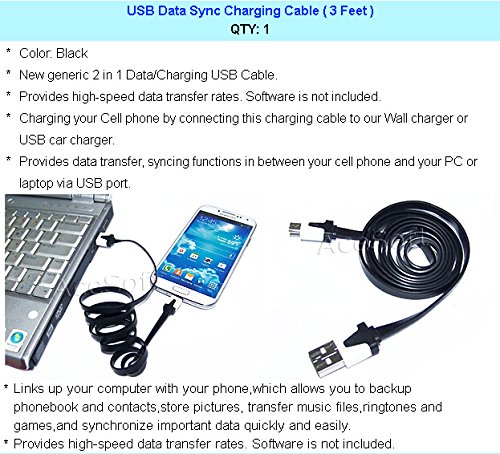 USB Data Sync Charging Cable ( 3 Feet )
QTY: 1
* Color: Black
* New generic 2 in 1 Data/Charging USB Cable.
* Provides high-speed data transfer rates. Software is not included.
* Charging your Cell phone by connecting this charging cable to our Wall charger or
USB car charger.
* Provides data transfer, syncing functions in between your cell phone and your PC or
laptop via USB port.
12:45
* Links up your computer with your phone,which allows you to backup
phonebook and contacts,store pictures, transfer music files,ringtones and
games,and synchronize important data quickly and easily.
* Provides high-speed data transfer rates. Software is not included.